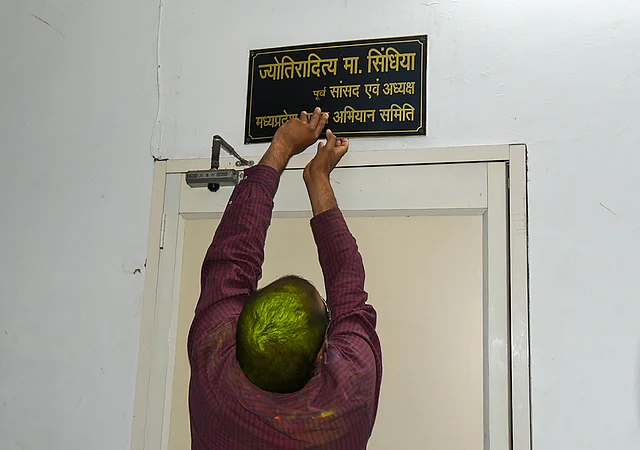 ज्योतिरादित्य मा. सिंधिया
पूर्व सांसद एवं अध्यक्ष
मध्यप्रदेश अभियान समिति